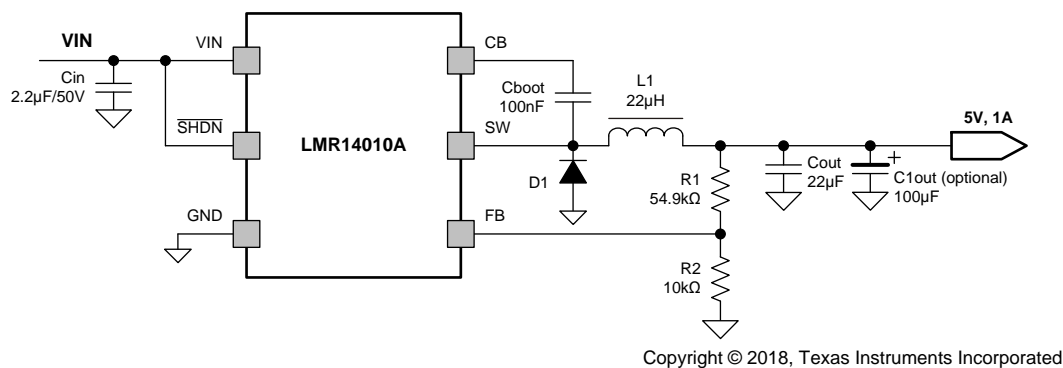 VIN
Cin
2.2µF/50V
VIN
SHDN
GND
LMR14010A
CB
SW
FB
Cboot
100nF
D1
L1
22µH
R1
54.9kΩ
R2
10kΩ
Cout
22µF
+
C1out (optional)
100µF
5V, 1A
Copyright © 2018, Texas Instruments Incorporated